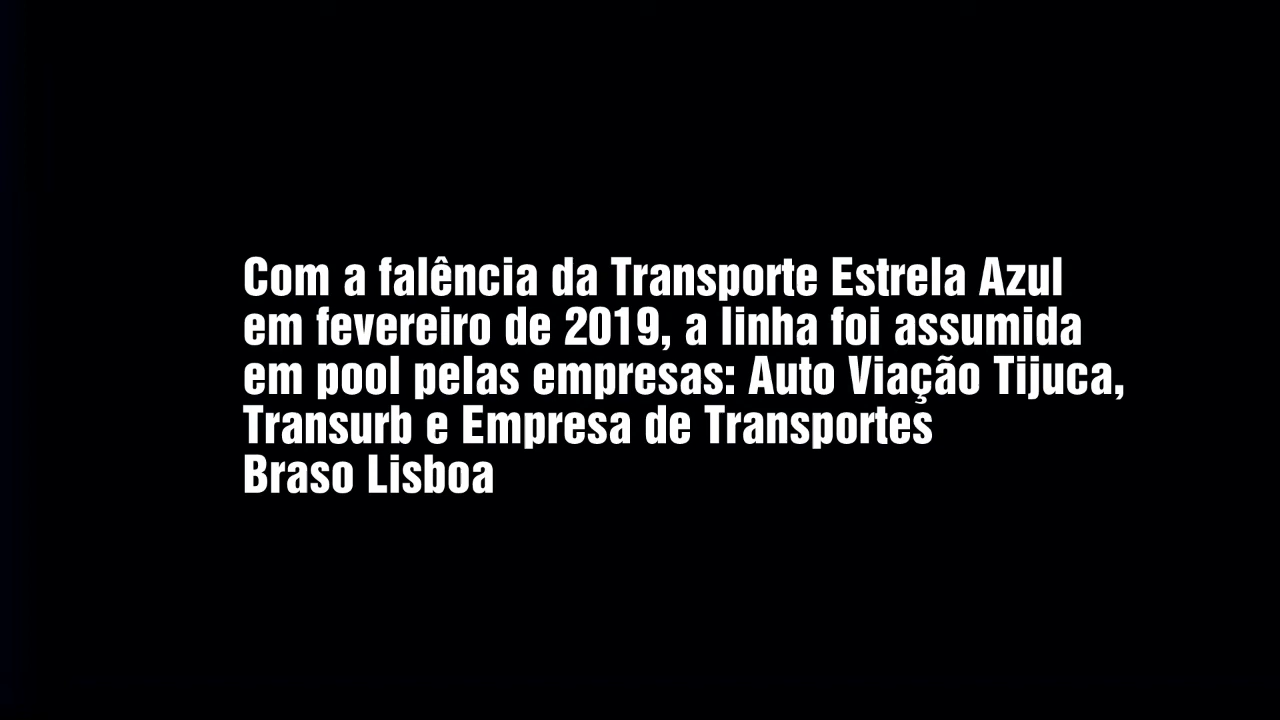 Com a falência da Transporte Estrela Azul
em fevereiro de 2019, a linha foi assumida
em pool pelas empresas: Auto Viação Tijuca,
Transurb e Empresa de Transportes
Braso Lisboa